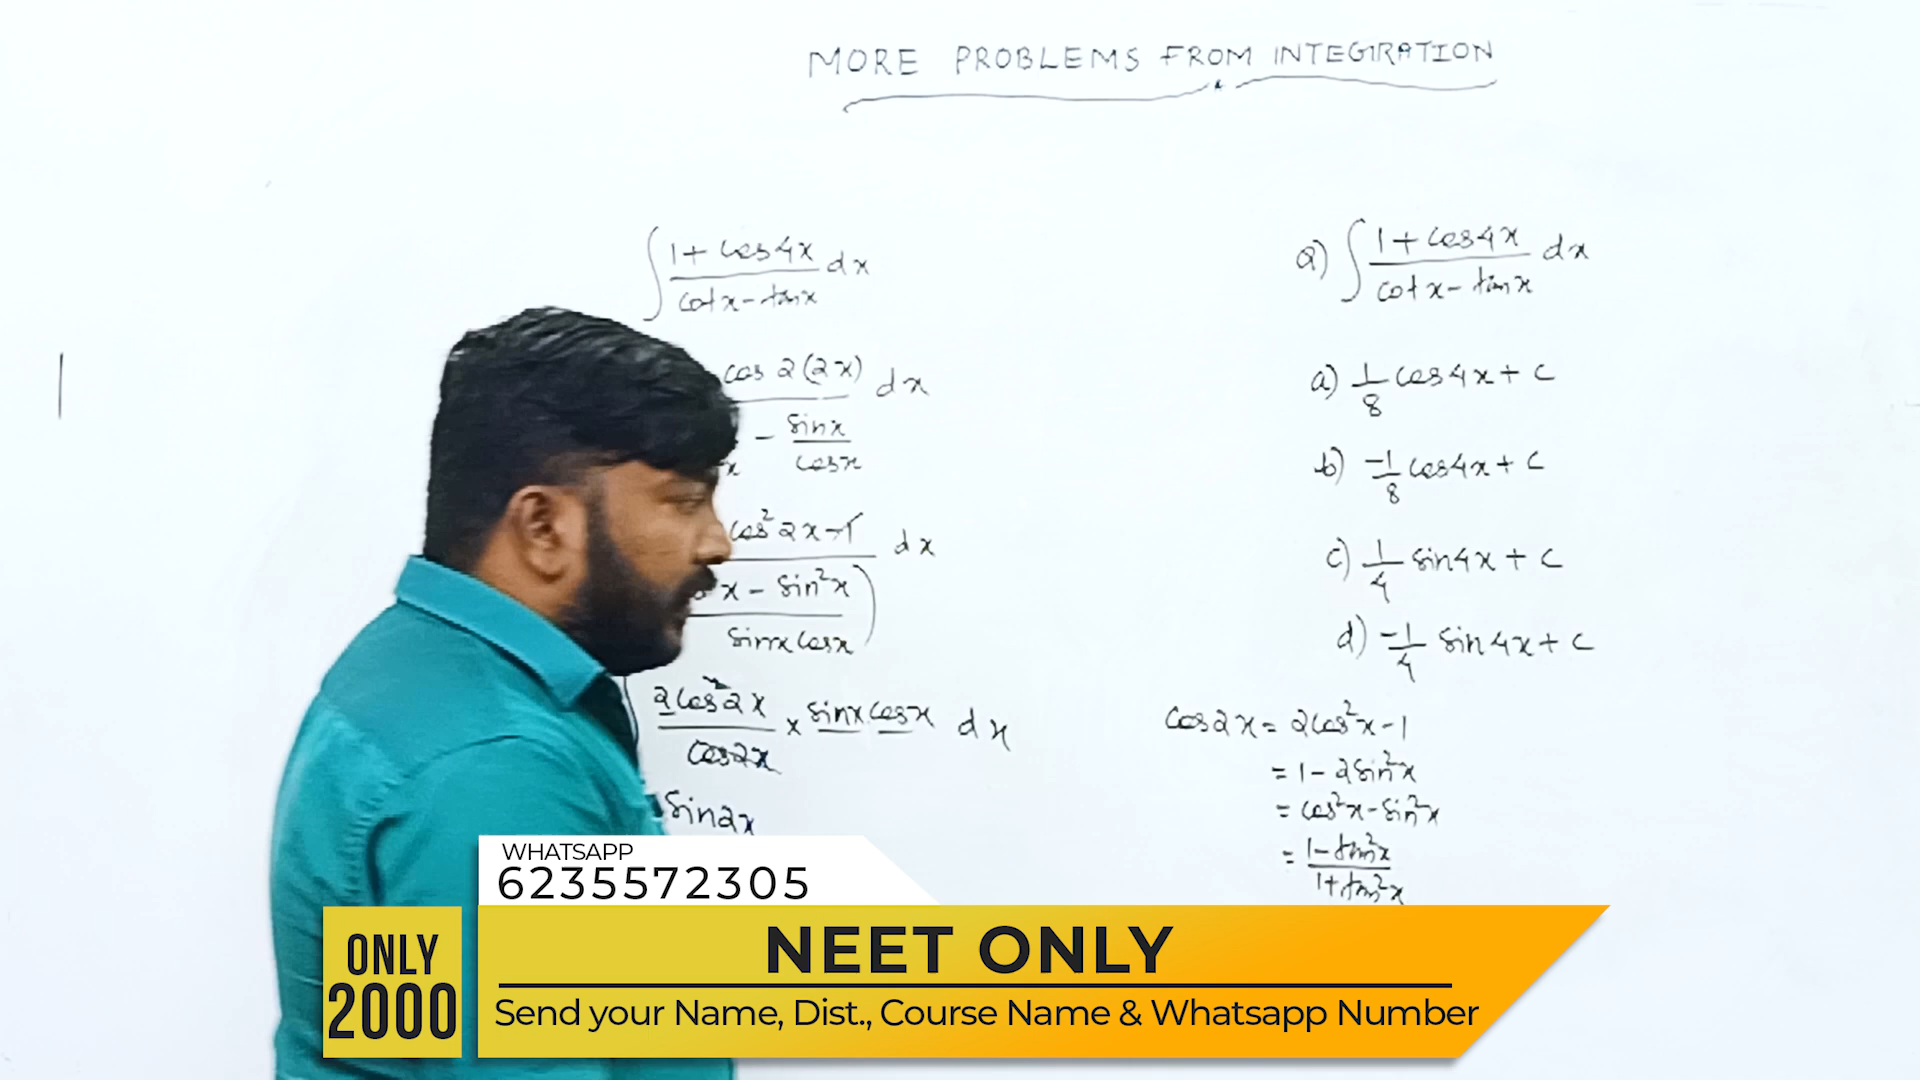 MORE PROBLEMS FROM INTEGRATION
∫ 1 + cos4x / cotx - tanx dx
cos 2(2x) dx
x - sinx / cosx
cos²2x - 1 dx
x - sin²x)
sinx cosx
2cos²2x / cos2x × sinx cosx dx
sin2x
Q) ∫ 1 + cos4x / cotx - tanx dx
a) 1/8 cos4x + c
b) -1/8 cos4x + c
c) 1/4 sin4x + c
d) -1/4 sin4x + c
cos2x = 2cos²x - 1
= 1 - 2sin²x
= cos²x - sin²x
= 1 - tan²x / 1 + tan²x
WHATSAPP
6235572305
ONLY
2000
NEET ONLY
Send your Name, Dist., Course Name & Whatsapp Number